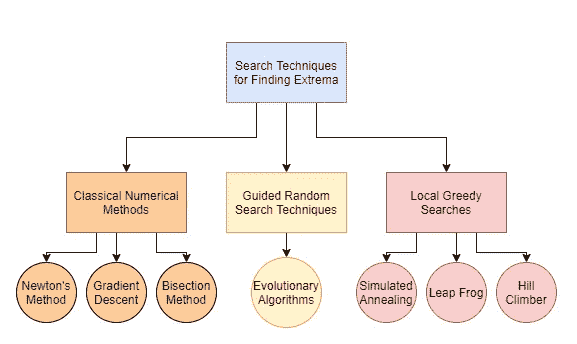 Search Techniques
for Finding Extrema
Classical Numerical
Methods
Guided Random
Search Techniques
Local Greedy
Searches
Newton's
Method
Gradient
Descent
Bisection
Method
Evolutionary
Algorithms
Simulated
Annealing
Leap Frog
Hill
Climber